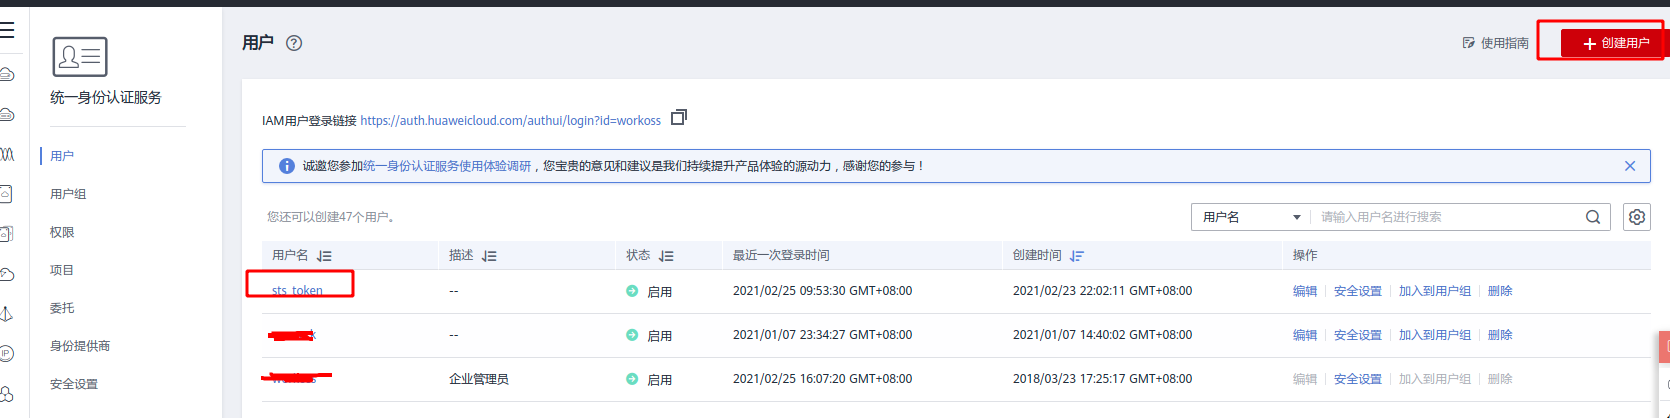 用户
使用指南
创建用户
统一身份认证服务
IAM用户登录链接 https://auth.huaweicloud.com/authui/login?id=workoss
诚邀您参加统一身份认证服务使用体验调研，您宝贵的意见和建议是我们持续提升产品体验的源动力，感谢您的参与！
用户
用户组
权限
项目
委托
身份提供商
安全设置
IP
您还可以创建47个用户。
用户名
请输入用户名进行搜索
用户名 描述 状态 最近一次登录时间 创建时间 操作
sts_token -- 启用 2021/02/25 09:53:30 GMT+08:00 2021/02/23 22:02:11 GMT+08:00 编辑 安全设置 加入到用户组 删除
-- 启用 2021/01/07 23:34:27 GMT+08:00 2021/01/07 14:40:02 GMT+08:00 编辑 安全设置 加入到用户组 删除
企业管理员 启用 2021/02/25 16:07:20 GMT+08:00 2018/03/23 17:25:17 GMT+08:00 编辑 安全设置 加入到用户组 删除